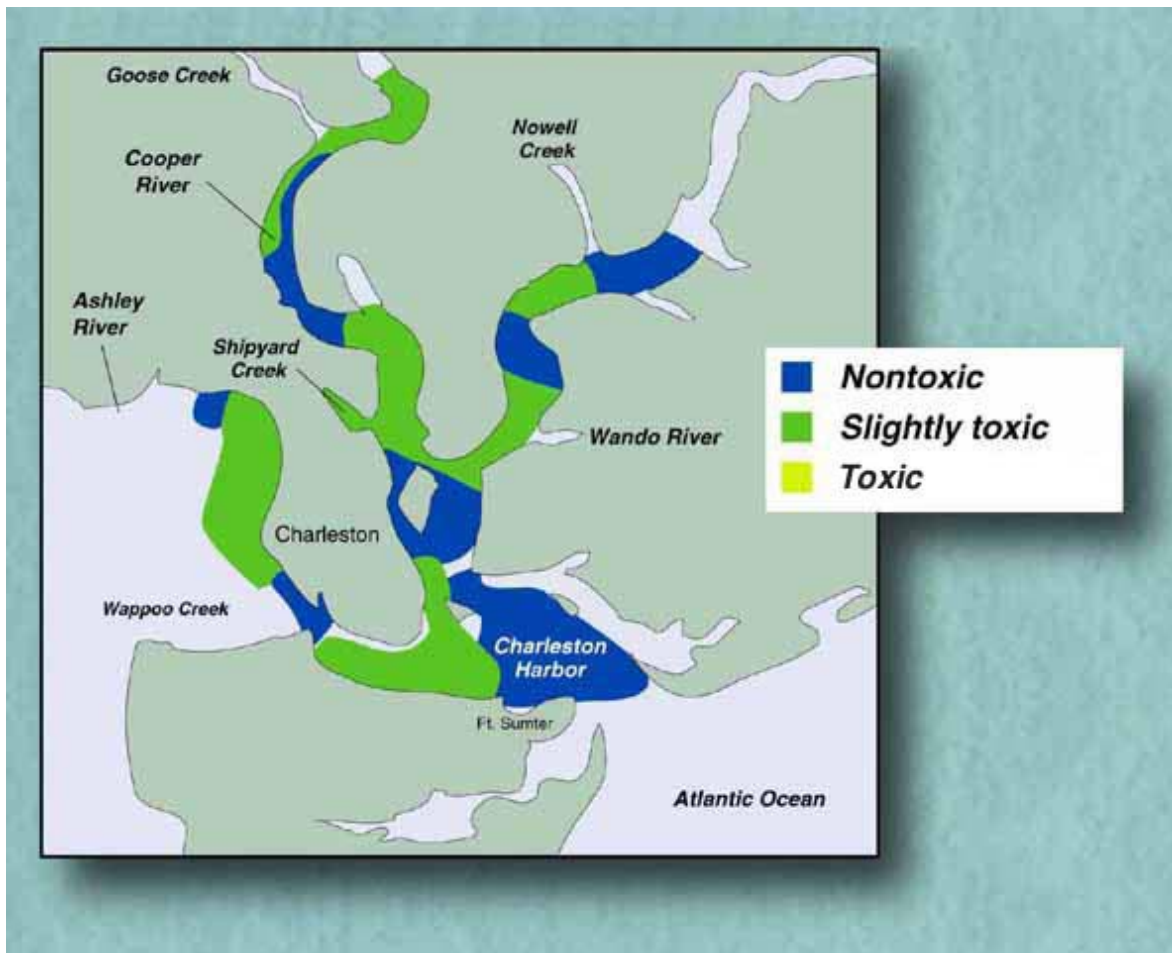 Goose Creek
Nowell
Creek
Cooper
River
Ashley
River
Shipyard
Creek
Wando River
Charleston
Wappoo Creek
Charleston
Harbor
Ft. Sumter
Atlantic Ocean
Nontoxic
Slightly toxic
Toxic